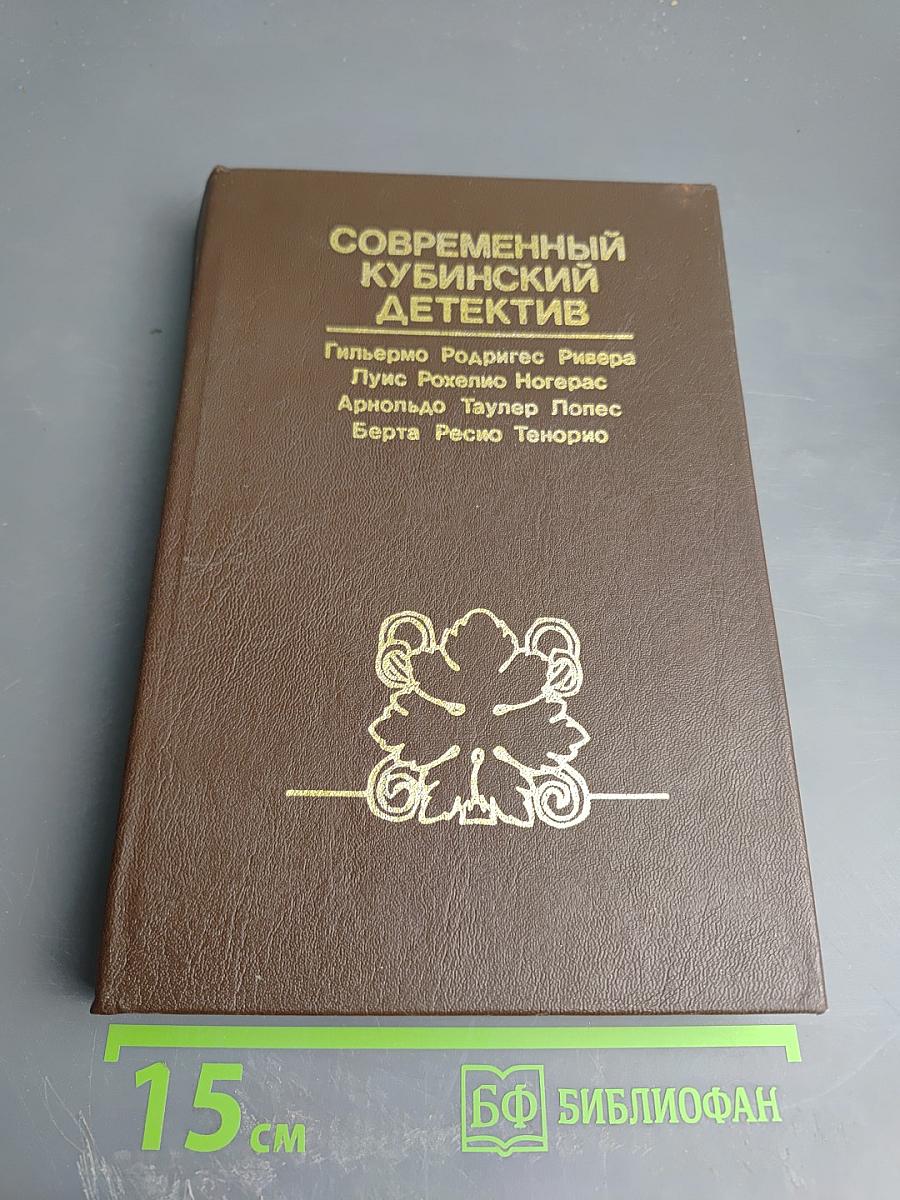 СОВРЕМЕННЫЙ
КУБИНСКИЙ
ДЕТЕКТИВ
Гильермо Родригес Ривера
Луис Рохелио Ногерас
Арнольдо Таулер Лопес
Берта Ресио Тенорио
15 см
БФ БИБЛИОФАН